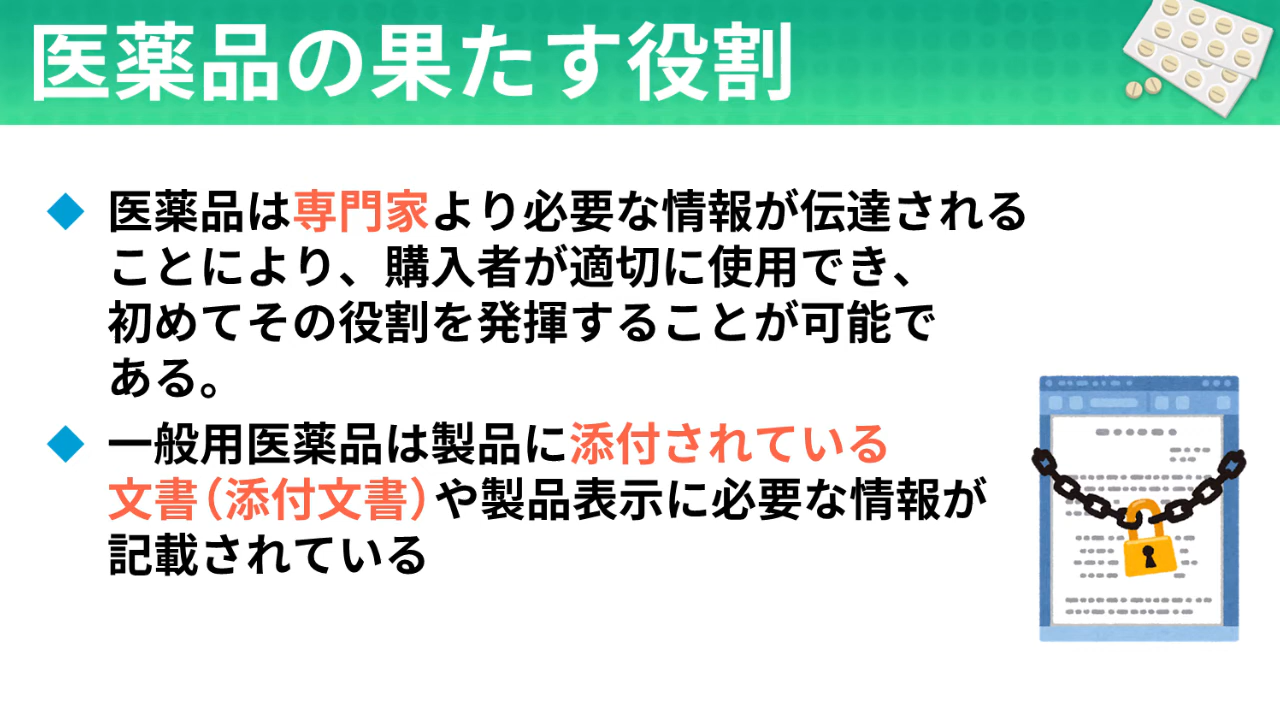 医薬品の果たす役割
医薬品は専門家より必要な情報が伝達される
ことにより、購入者が適切に使用でき、
初めてその役割を発揮することが可能で
ある。
一般用医薬品は製品に添付されている
文書(添付文書)や製品表示に必要な情報が
記載されている